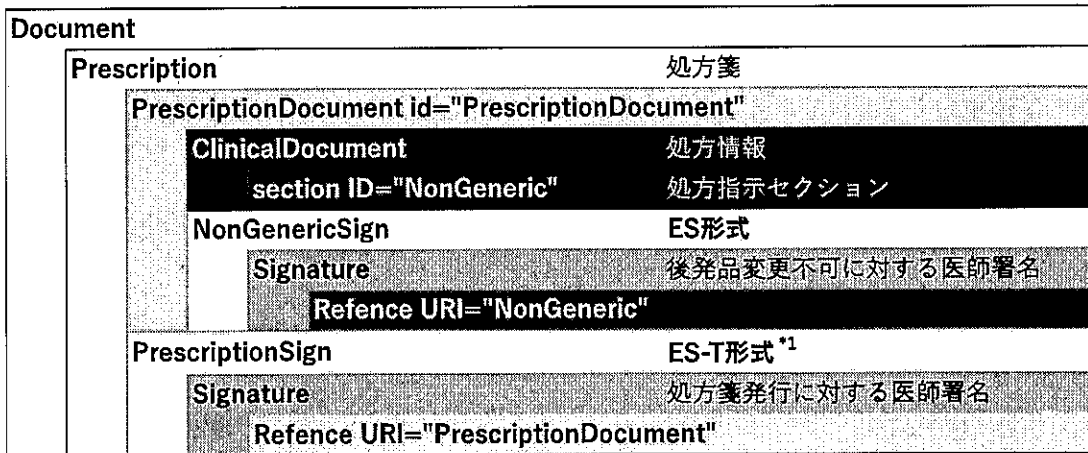 Document
Prescription 処方箋
PrescriptionDocument id="PrescriptionDocument"
ClinicalDocument 処方情報
section ID="NonGeneric" 処方指示セクション
NonGenericSign ES形式
Signature 後発品変更不可に対する医師署名
Refence URI="NonGeneric"
PrescriptionSign ES-T形式*1
Signature 処方箋発行に対する医師署名
Refence URI="PrescriptionDocument"